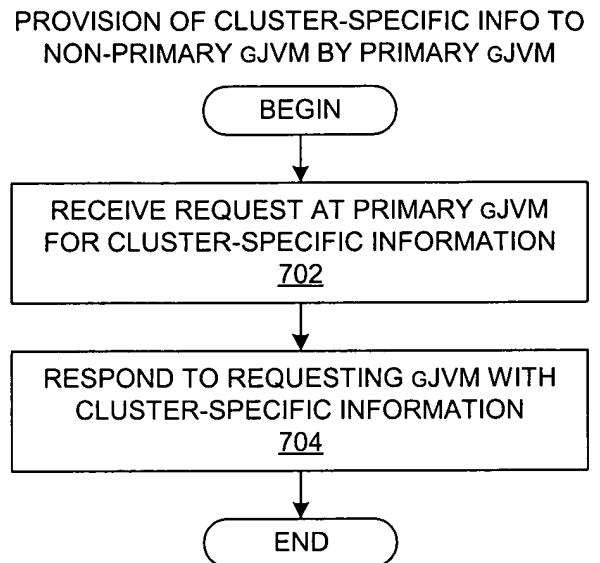 PROVISION OF CLUSTER-SPECIFIC INFO TO
NON-PRIMARY GJVM BY PRIMARY GJVM
BEGIN
RECEIVE REQUEST AT PRIMARY GJVM
FOR CLUSTER-SPECIFIC INFORMATION
702
RESPOND TO REQUESTING GJVM WITH
CLUSTER-SPECIFIC INFORMATION
704
END